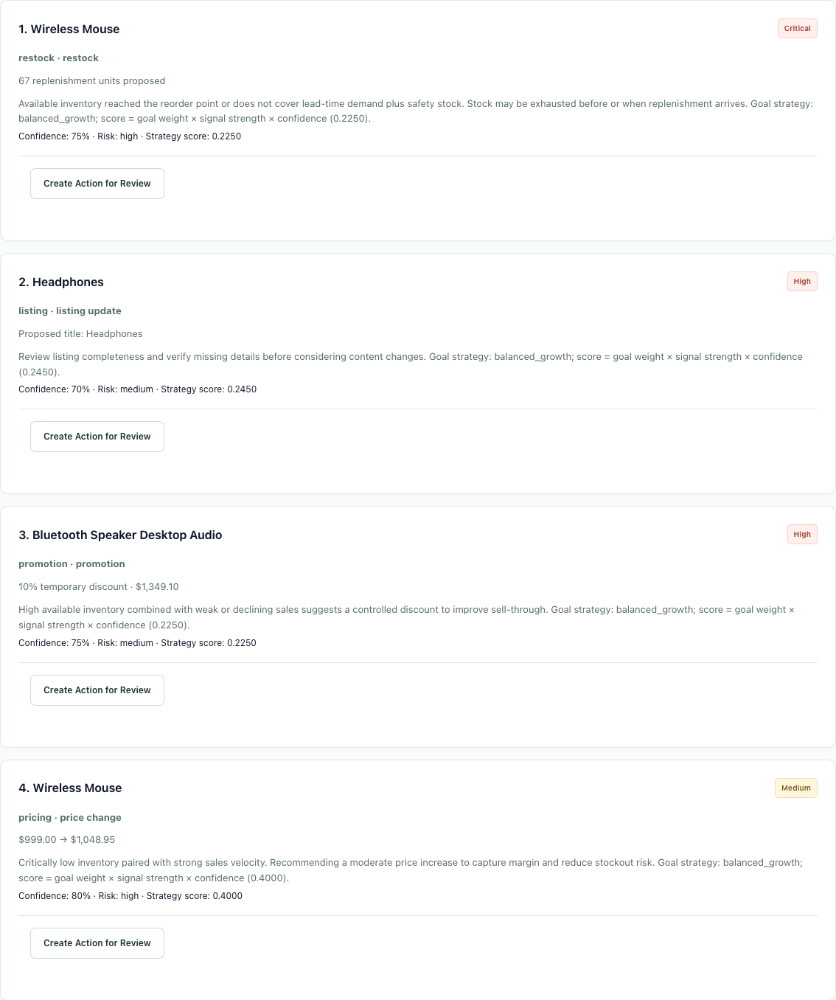 1. Wireless Mouse
Critical
restock · restock
67 replenishment units proposed
Available inventory reached the reorder point or does not cover lead-time demand plus safety stock. Stock may be exhausted before or when replenishment arrives. Goal strategy:
balanced_growth; score = goal weight × signal strength × confidence (0.2250).
Confidence: 75% · Risk: high · Strategy score: 0.2250
Create Action for Review
2. Headphones
High
listing · listing update
Proposed title: Headphones
Review listing completeness and verify missing details before considering content changes. Goal strategy: balanced_growth; score = goal weight × signal strength × confidence
(0.2450).
Confidence: 70% · Risk: medium · Strategy score: 0.2450
Create Action for Review
3. Bluetooth Speaker Desktop Audio
High
promotion · promotion
10% temporary discount · $1,349.10
High available inventory combined with weak or declining sales suggests a controlled discount to improve sell-through. Goal strategy: balanced_growth; score = goal weight ×
signal strength × confidence (0.2250).
Confidence: 75% · Risk: medium · Strategy score: 0.2250
Create Action for Review
4. Wireless Mouse
Medium
pricing · price change
$999.00 → $1,048.95
Critically low inventory paired with strong sales velocity. Recommending a moderate price increase to capture margin and reduce stockout risk. Goal strategy: balanced_growth;
score = goal weight × signal strength × confidence (0.4000).
Confidence: 80% · Risk: high · Strategy score: 0.4000
Create Action for Review